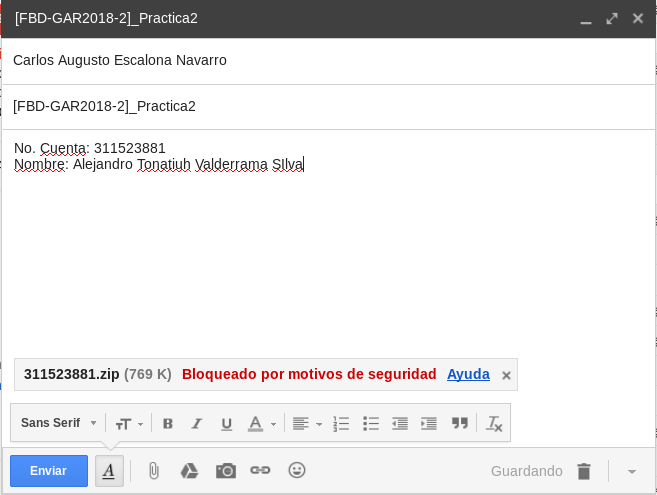 [FBD-GAR2018-2]_Practica2
Carlos Augusto Escalona Navarro
[FBD-GAR2018-2]_Practica2
No. Cuenta: 311523881
Nombre: Alejandro Tonatiuh Valderrama SIlva
311523881.zip (769 K) Bloqueado por motivos de seguridad Ayuda
Sans Serif
Enviar
Guardando